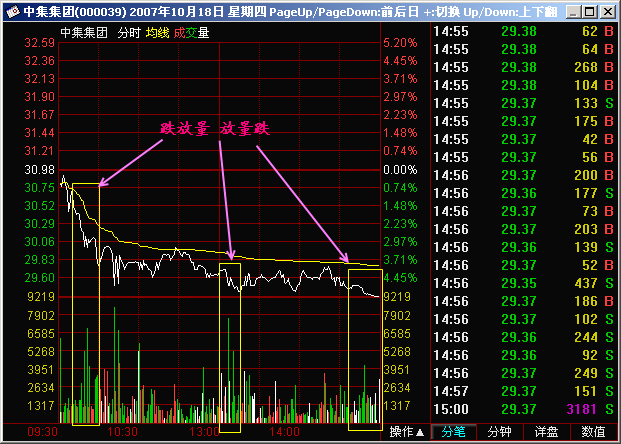 中集集团(000039) 2007年10月18日 星期四 PageUp/PageDown:前后日 +:切换 Up/Down:上下翻
中集集团 分时 均线 成交量
32.59 5.20%
32.36 4.46%
32.13 3.71%
31.90 2.97%
31.67 2.23%
31.44 1.48%
31.21 0.74%
30.98 0.00%
30.75 0.74%
30.52 1.48%
30.29 2.23%
30.06 2.97%
29.83 3.71%
29.60 4.45%
跌放量 放量跌
9219 9219
7902 7902
6585 6585
5268 5268
3951 3951
2634 2634
1317 1317
09:30 10:30 13:00 14:00 操作▲
14:55 29.38 62 B
14:55 29.38 64 B
14:55 29.38 268 B
14:55 29.38 104 B
14:55 29.37 133 S
14:55 29.37 175 B
14:55 29.37 42 B
14:55 29.37 56 B
14:56 29.37 200 B
14:56 29.36 177 S
14:56 29.37 73 B
14:56 29.37 203 B
14:56 29.36 139 S
14:56 29.37 52 B
14:56 29.35 437 S
14:56 29.37 186 B
14:56 29.37 102 S
14:56 29.36 244 S
14:56 29.36 92 S
14:56 29.37 249 S
14:57 29.37 151 S
15:00 29.37 3181 S
分笔 分钟 详盘 数值